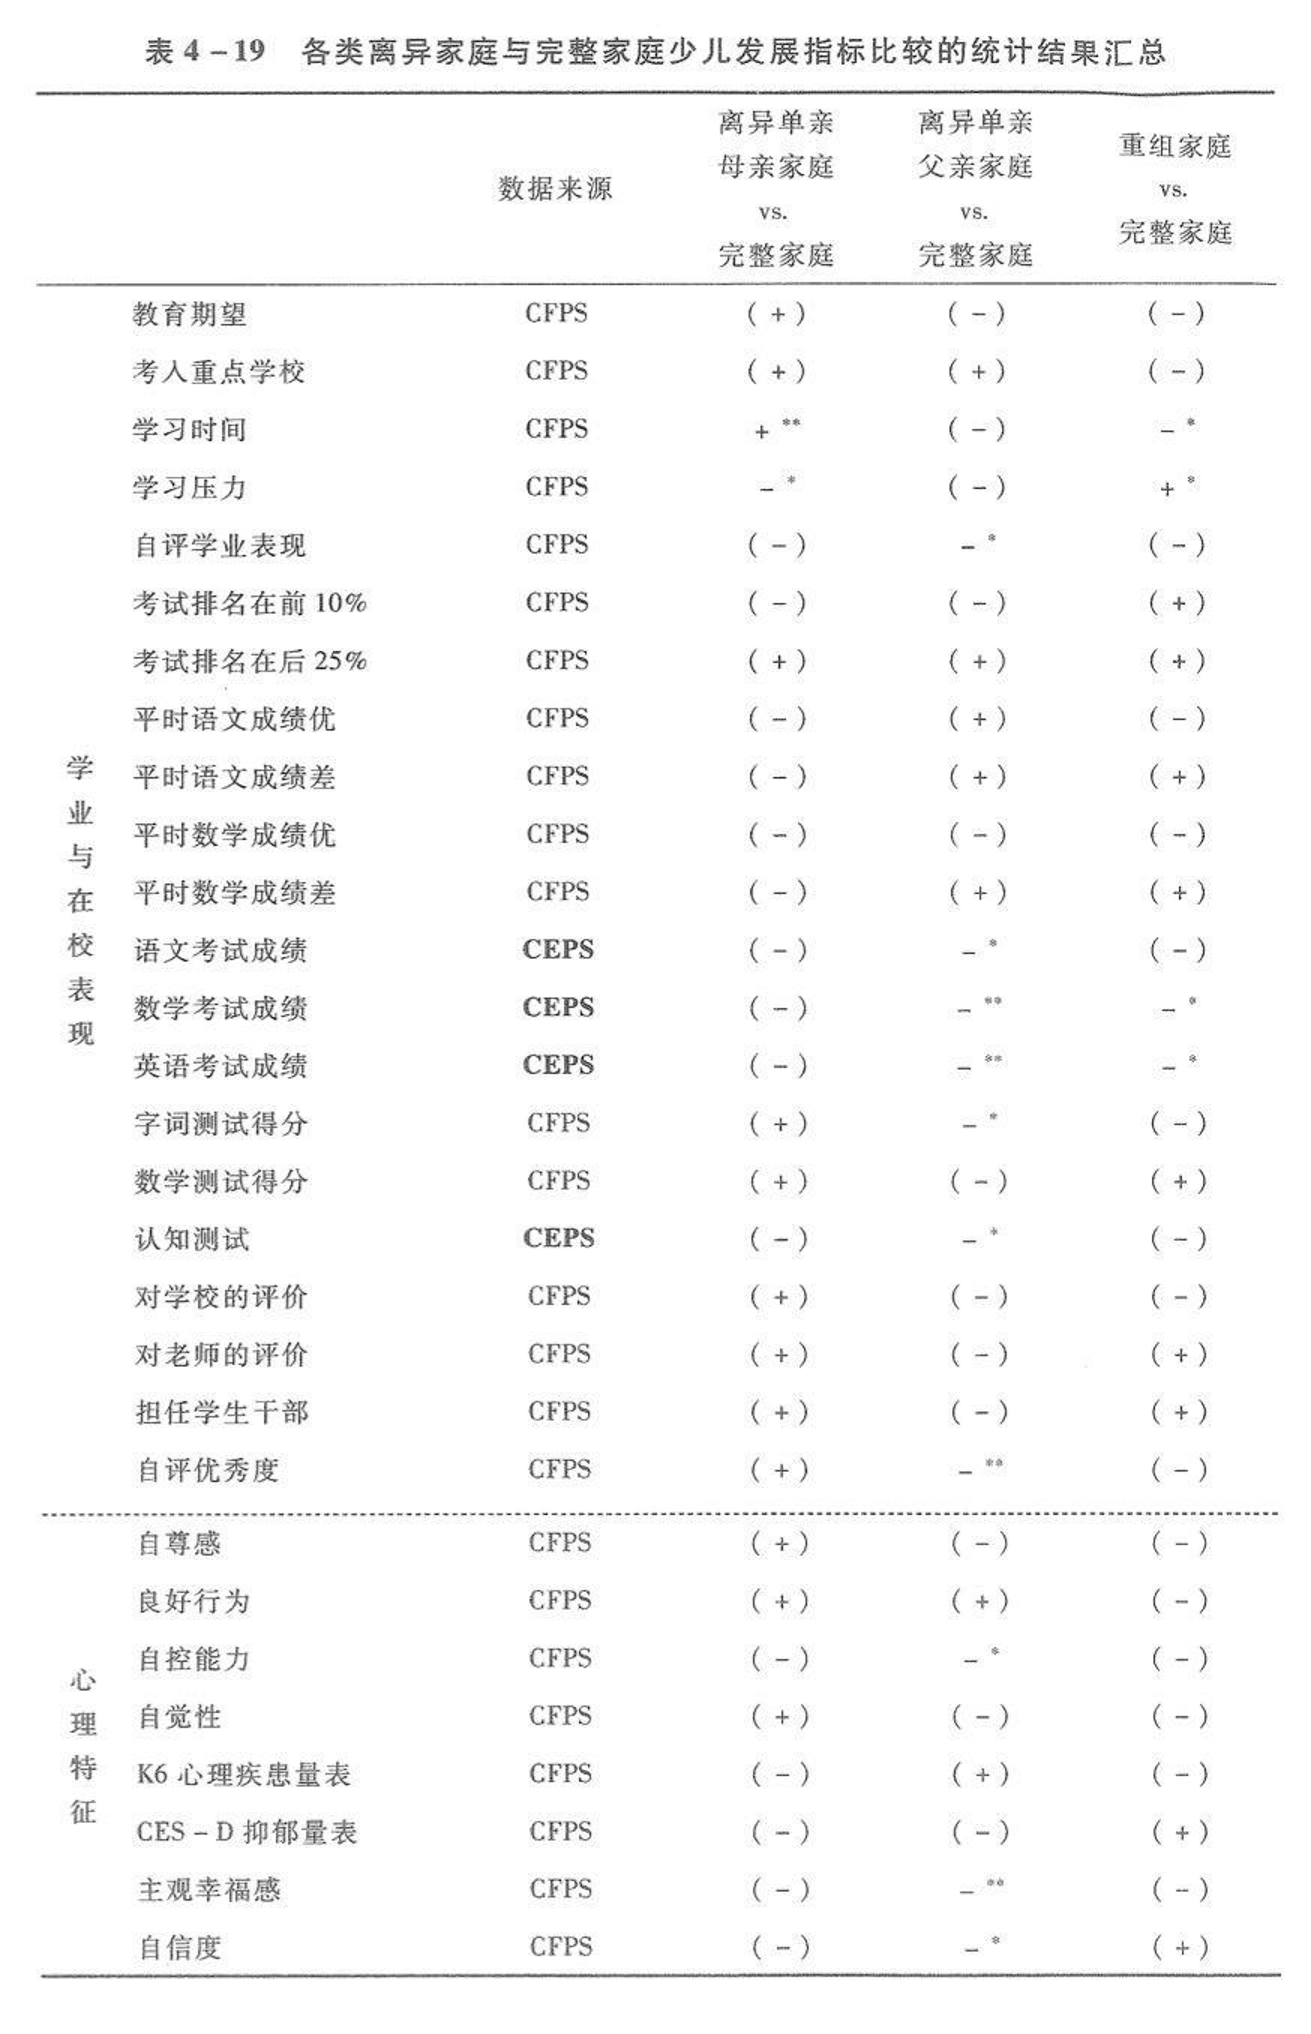 表 4-19 各类离异家庭与完整家庭少儿发展指标比较的统计结果汇总
数据来源 离异单亲母亲家庭 vs. 完整家庭 离异单亲父亲家庭 vs. 完整家庭 重组家庭 vs. 完整家庭
学业与在校表现
教育期望 CFPS (+) (-) (-)
考入重点学校 CFPS (+) (+) (-)
学习时间 CFPS +** (-) -*
学习压力 CFPS -* (-) +*
自评学业表现 CFPS (-) -* (-)
考试排名在前 10% CFPS (-) (-) (+)
考试排名在后 25% CFPS (+) (+) (+)
平时语文成绩优 CFPS (-) (+) (-)
平时语文成绩差 CFPS (-) (+) (+)
平时数学成绩优 CFPS (-) (-) (-)
平时数学成绩差 CFPS (-) (+) (+)
语文考试成绩 CEPS (-) -* (-)
数学考试成绩 CEPS (-) -** -*
英语考试成绩 CEPS (-) -** -*
字词测试得分 CFPS (+) -* (-)
数学测试得分 CFPS (+) (-) (+)
认知测试 CEPS (-) -* (-)
对学校的评价 CFPS (+) (-) (-)
对老师的评价 CFPS (+) (-) (+)
担任学生干部 CFPS (+) (-) (+)
自评优秀度 CFPS (+) -** (-)
心理特征
自尊感 CFPS (+) (-) (-)
良好行为 CFPS (+) (+) (-)
自控能力 CFPS (-) -* (-)
自觉性 CFPS (+) (-) (-)
K6 心理疾患量表 CFPS (-) (+) (-)
CES-D 抑郁量表 CFPS (-) (-) (+)
主观幸福感 CFPS (-) -** (-)
自信度 CFPS (-) -* (+)